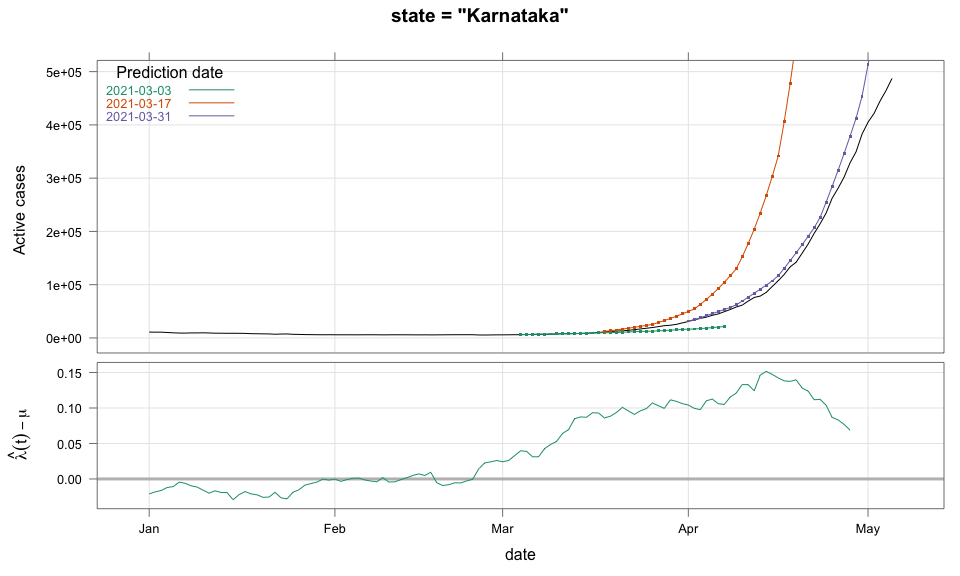 state = "Karnataka"
Prediction date
2021-03-03
2021-03-17
2021-03-31
Active cases
5e+05
4e+05
3e+05
2e+05
1e+05
0e+00
λ̂(t) − μ
0.15
0.10
0.05
0.00
Jan Feb Mar Apr May
date